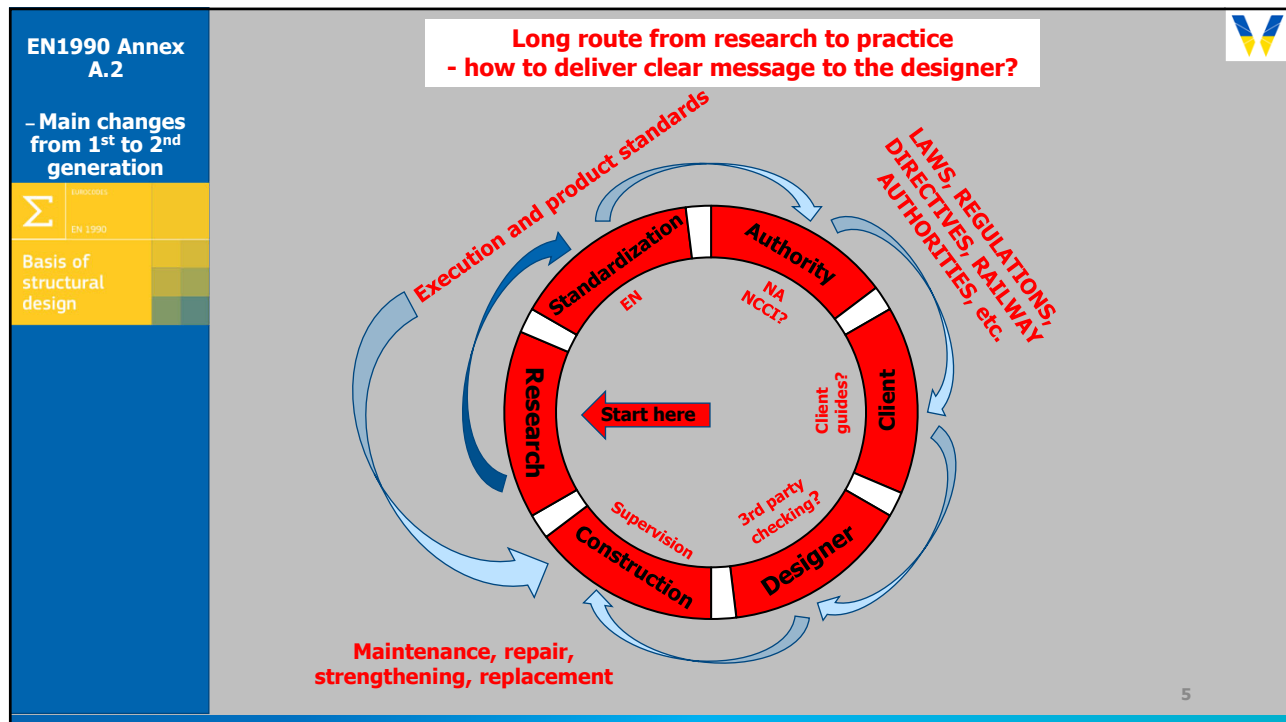 EN1990 Annex
A.2
– Main changes
from 1st to 2nd
generation
Σ
EUROCODES
EN 1990
Basis of
structural
design
Long route from research to practice
- how to deliver clear message to the designer?
Execution and product standards
LAWS, REGULATIONS,
DIRECTIVES, RAILWAY
AUTHORITIES, etc.
Standardization
Authority
EN
NA
NCCI?
Research
Start here
Client
guides?
Client
Supervision
3rd party
checking?
Construction
Designer
Maintenance, repair,
strengthening, replacement
5